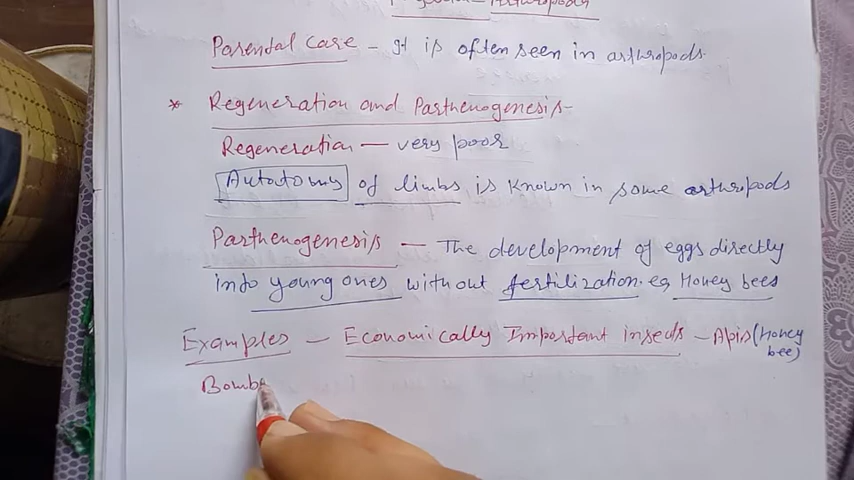 Arthropods
Parental care - It is often seen in arthropods.
* Regeneration and Parthenogenesis-
Regeneration — very poor
Autotomy of limbs is known in some arthropods
Parthenogenesis — The development of eggs directly
into young ones without fertilization. eg Honey bees
Examples — Economically Important insects - Apis (Honey
bee)
Bomb